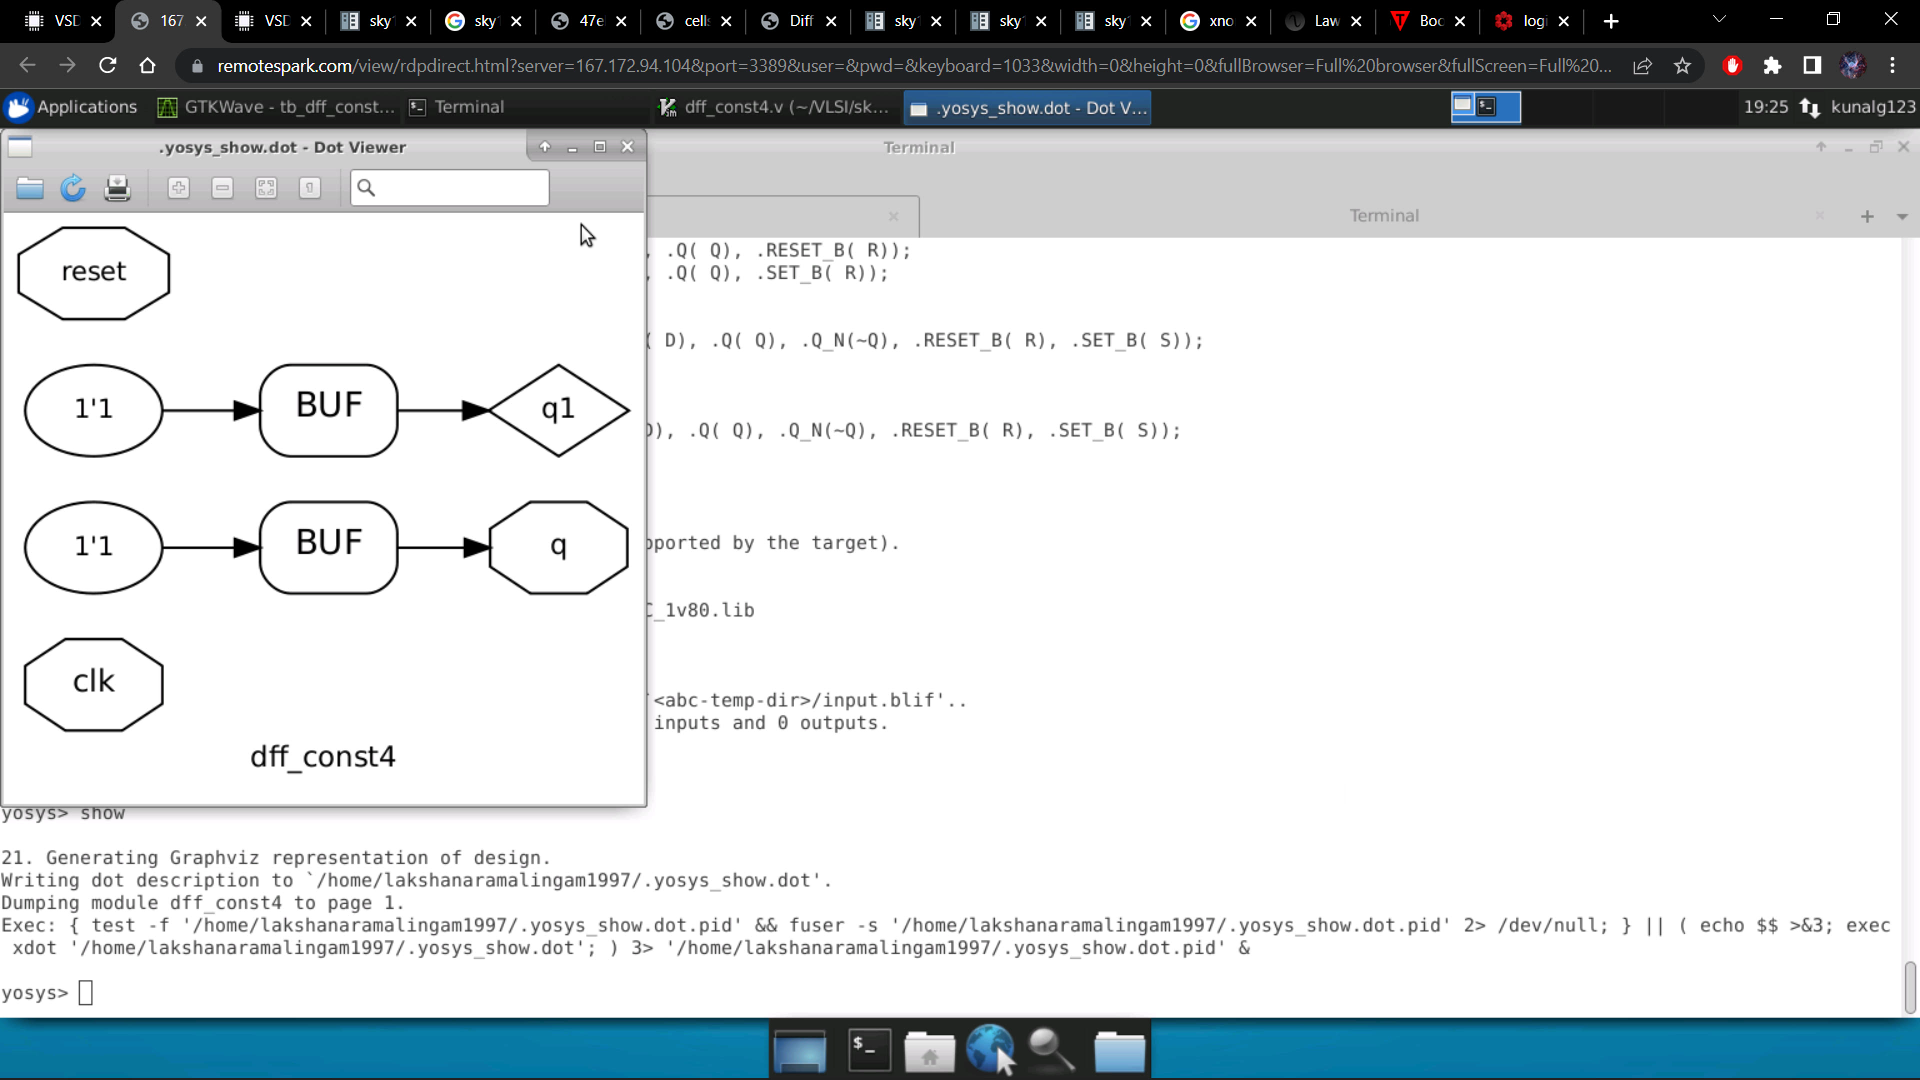 VSD
167
VSD
sky
sky
47e
cell
Diff
sky
sky
sky
xno
Law
Boc
logi
remotespark.com/view/rdpdirect.html?server=167.172.94.104&port=3389&user=&pwd=&keyboard=1033&width=0&height=0&fullBrowser=Full%20browser&fullScreen=Full%20...
Applications
GTKWave - tb_dff_const...
Terminal
dff_const4.v (~/VLSI/sk...
.yosys_show.dot - Dot V...
19:25
kunalg123
.yosys_show.dot - Dot Viewer
Terminal
Terminal
reset
1'1
BUF
q1
1'1
BUF
q
clk
dff_const4
, .Q( Q), .RESET_B( R));
, .Q( Q), .SET_B( R));
( D), .Q( Q), .Q_N(~Q), .RESET_B( R), .SET_B( S));
D), .Q( Q), .Q_N(~Q), .RESET_B( R), .SET_B( S));
pported by the target).
C_1v80.lib
<abc-temp-dir>/input.blif'..
inputs and 0 outputs.
yosys> show
21. Generating Graphviz representation of design.
Writing dot description to `/home/lakshanaramalingam1997/.yosys_show.dot'.
Dumping module dff_const4 to page 1.
Exec: { test -f '/home/lakshanaramalingam1997/.yosys_show.dot.pid' && fuser -s '/home/lakshanaramalingam1997/.yosys_show.dot.pid' 2> /dev/null; } || ( echo $$ >&3; exec
xdot '/home/lakshanaramalingam1997/.yosys_show.dot'; ) 3> '/home/lakshanaramalingam1997/.yosys_show.dot.pid' &
yosys>